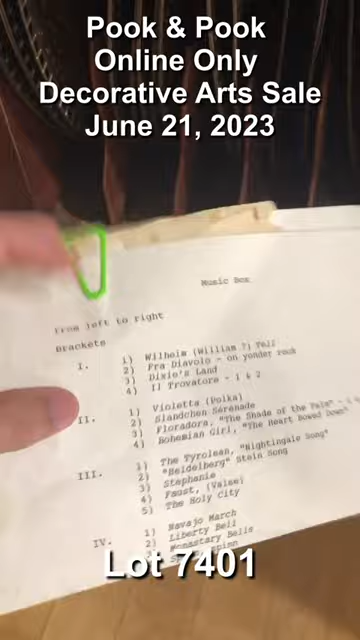 Pook & Pook
Online Only
Decorative Arts Sale
June 21, 2023
Music Box
From left to right
Brackets
I. 1) Wilhelm (William ?) Tell
2) Fra Diavolo - on yonder rock
3) Dixie's Land
4) Il Trovatore - 1 & 2
II. 1) Violetta (Polka)
2) Standchen Serenade
3) Floradora, "The Shade of the Palm" -
4) Bohemian Girl, "The Heart Bowed Down"
III. 1) The Tyrolean, "Nightingale Song"
2) "Heidelberg" Stein Song
3) Stephanie
4) Faust, (Valse)
5) The Holy City
IV. 1) Navajo March
2) Liberty Bell
Monastary Bells
Lot 7401